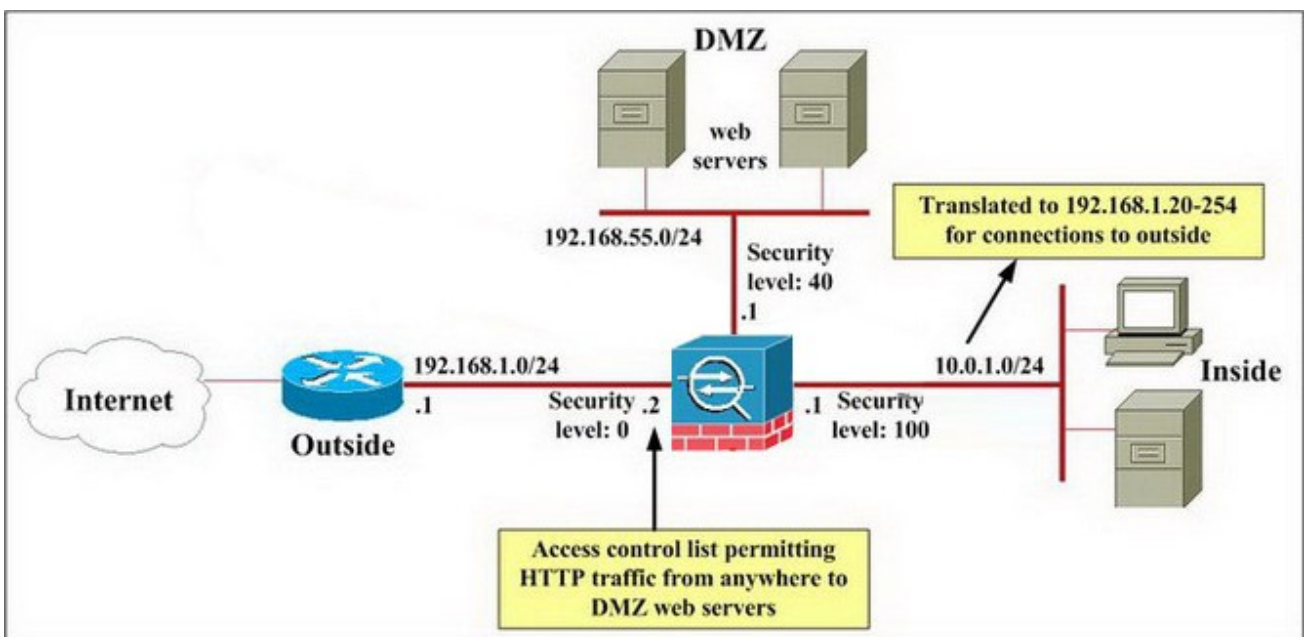 DMZ
web
servers
192.168.55.0/24
Security
level: 40
.1
Translated to 192.168.1.20-254
for connections to outside
Internet
192.168.1.0/24
.1
Outside
Security
level: 0
.2
.1
Security
level: 100
10.0.1.0/24
Inside
Access control list permitting
HTTP traffic from anywhere to
DMZ web servers